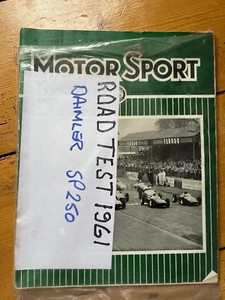 MOTOR SPORT
ROAD TEST 1961
DAIMLER SP250